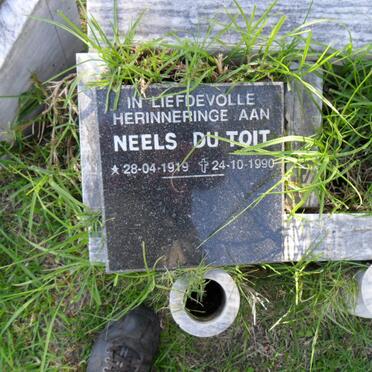 IN LIEFDEVOLLE
HERINNERINGE AAN
NEELS DU TOIT
★ 28-04-1919 ✝ 24-10-1990